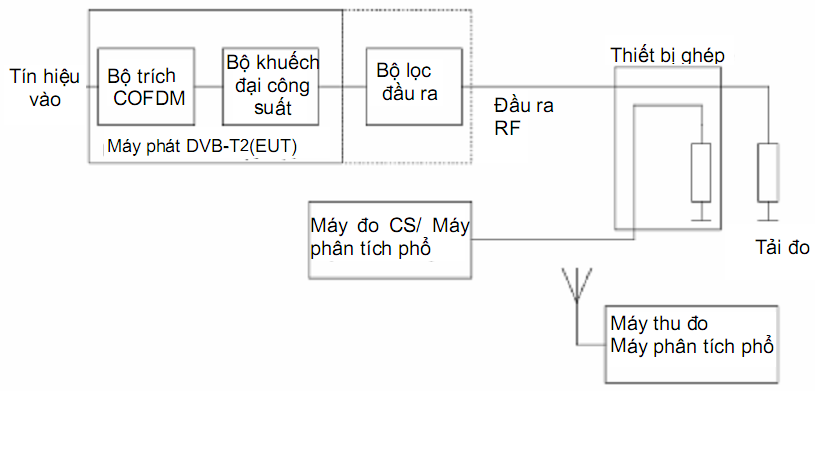 Tín hiệu
vào
Bộ trích
COFDM
Bộ khuếch
đại công
suất
Máy phát DVB-T2(EUT)
Bộ lọc
đầu ra
Đầu ra
RF
Thiết bị ghép
Tải đo
Máy đo CS/ Máy
phân tích phổ
Máy thu đo
Máy phân tích phổ